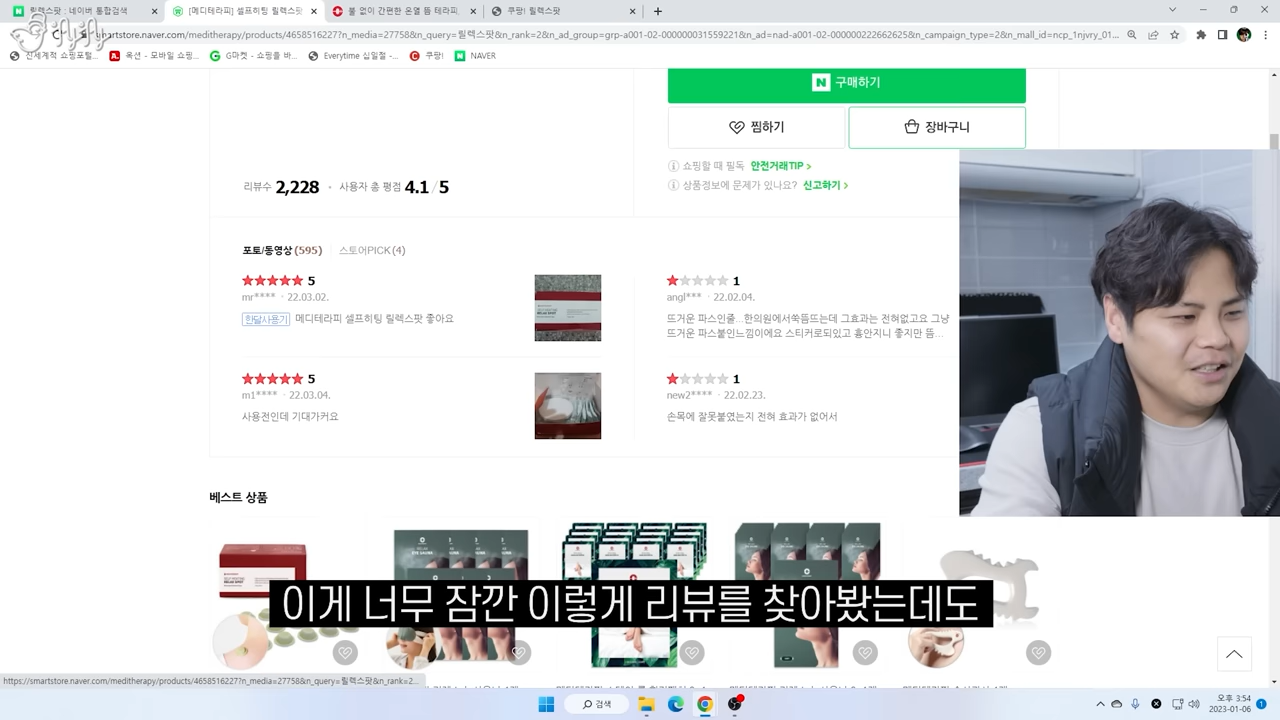 릴렉스팟 : 네이버 통합검색
[메디테라피] 셀프히팅 릴렉스팟
불 없이 간편한 온열 뜸 테라피
쿠팡! 릴렉스팟
smartstore.naver.com/meditherapy/products/4658516227?n_media=27758&n_query=릴렉스팟&n_rank=2&n_ad_group=grp-a001-02-000000031559221&n_ad=nad-a001-02-000000222662625&n_campaign_type=2&n_mall_id=ncp_1njvry_01...
신세계적 쇼핑포털...
옥션 - 모바일 쇼핑...
G마켓 - 쇼핑을 바...
Everytime 십일절 -...
쿠팡!
NAVER
구매하기
찜하기
장바구니
쇼핑할 때 필독 안전거래TIP >
상품정보에 문제가 있나요? 신고하기 >
리뷰수 2,228 · 사용자 총 평점 4.1/5
포토/동영상 (595)
스토어PICK (4)
5
mr**** · 22.03.02.
한달사용기 메디테라피 셀프히팅 릴렉스팟 좋아요
1
angl*** · 22.02.04.
뜨거운 파스인줄.. 한의원에서쑥뜸뜨는데 그효과는 전혀없고요 그냥
뜨거운 파스붙인느낌이에요 스티커로되있고 흉안지니 좋지만 뜸...
5
m1**** · 22.03.04.
사용전인데 기대가커요
1
new2**** · 22.02.23.
손목에 잘못붙였는지 전혀 효과가 없어서
베스트 상품
이게 너무 잠깐 이렇게 리뷰를 찾아봤는데도
https://smartstore.naver.com/meditherapy/products/4658516227?n_media=27758&n_query=릴렉스팟&n_rank=2...
검색
오후 3:54
2023-01-06